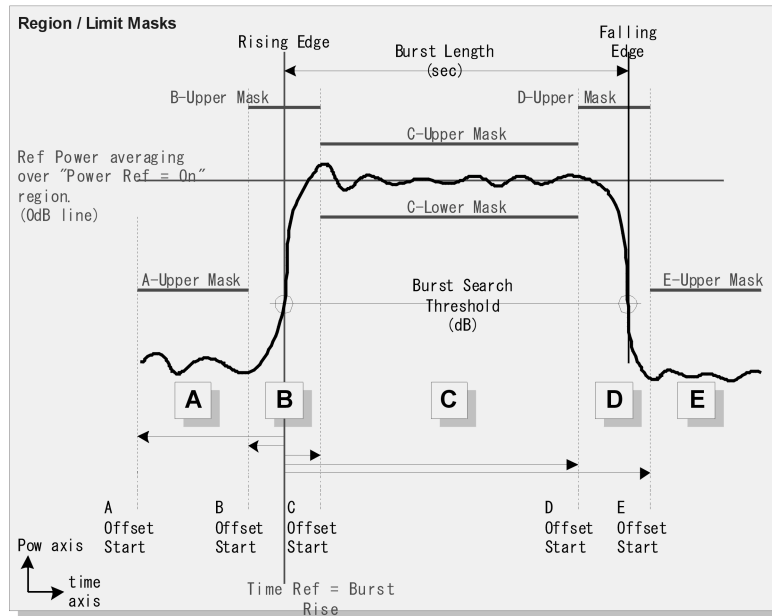 Region / Limit Masks
Rising Edge
Falling
Edge
Burst Length
(sec)
B-Upper Mask
D-Upper Mask
C-Upper Mask
Ref Power averaging
over "Power Ref = On"
region.
(0dB line)
C-Lower Mask
A-Upper Mask
E-Upper Mask
Burst Search
Threshold
(dB)
A
B
C
D
E
A
Offset
Start
B
Offset
Start
C
Offset
Start
D
Offset
Start
E
Offset
Start
Pow axis
time
axis
Time Ref = Burst
Rise